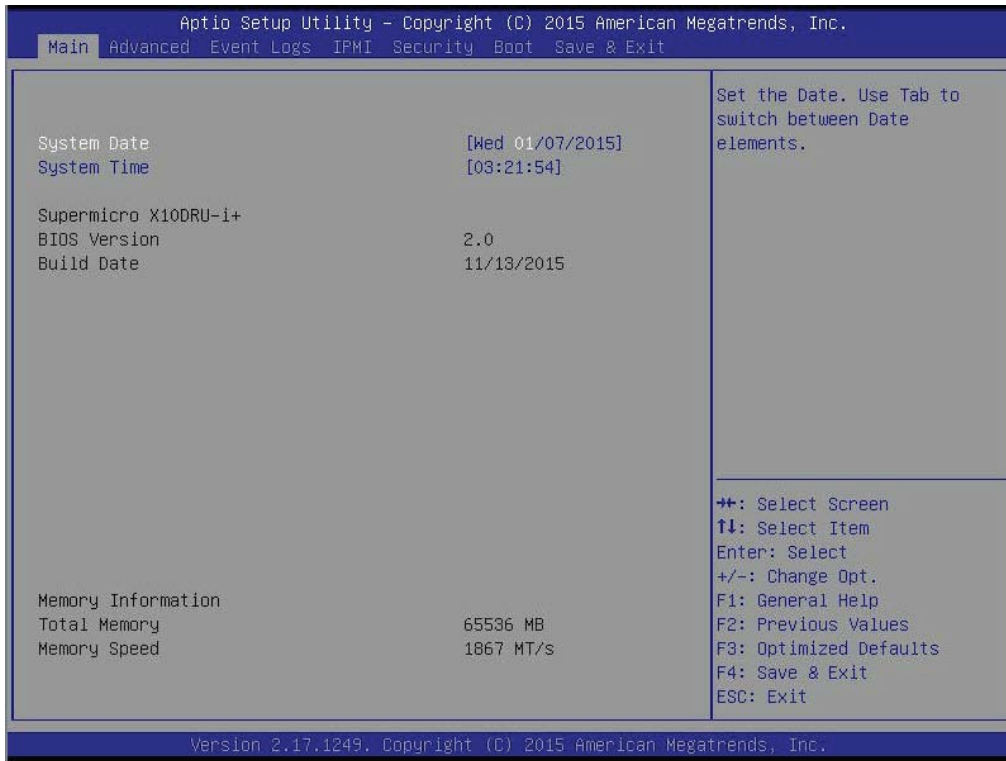 Aptio Setup Utility – Copyright (C) 2015 American Megatrends, Inc.
Main Advanced Event Logs IPMI Security Boot Save & Exit
System Date [Wed 01/07/2015]
System Time [03:21:54]
Supermicro X10DRU-i+
BIOS Version 2.0
Build Date 11/13/2015
Memory Information
Total Memory 65536 MB
Memory Speed 1867 MT/s
Set the Date. Use Tab to
switch between Date
elements.
→←: Select Screen
↑↓: Select Item
Enter: Select
+/-: Change Opt.
F1: General Help
F2: Previous Values
F3: Optimized Defaults
F4: Save & Exit
ESC: Exit
Version 2.17.1249. Copyright (C) 2015 American Megatrends, Inc.